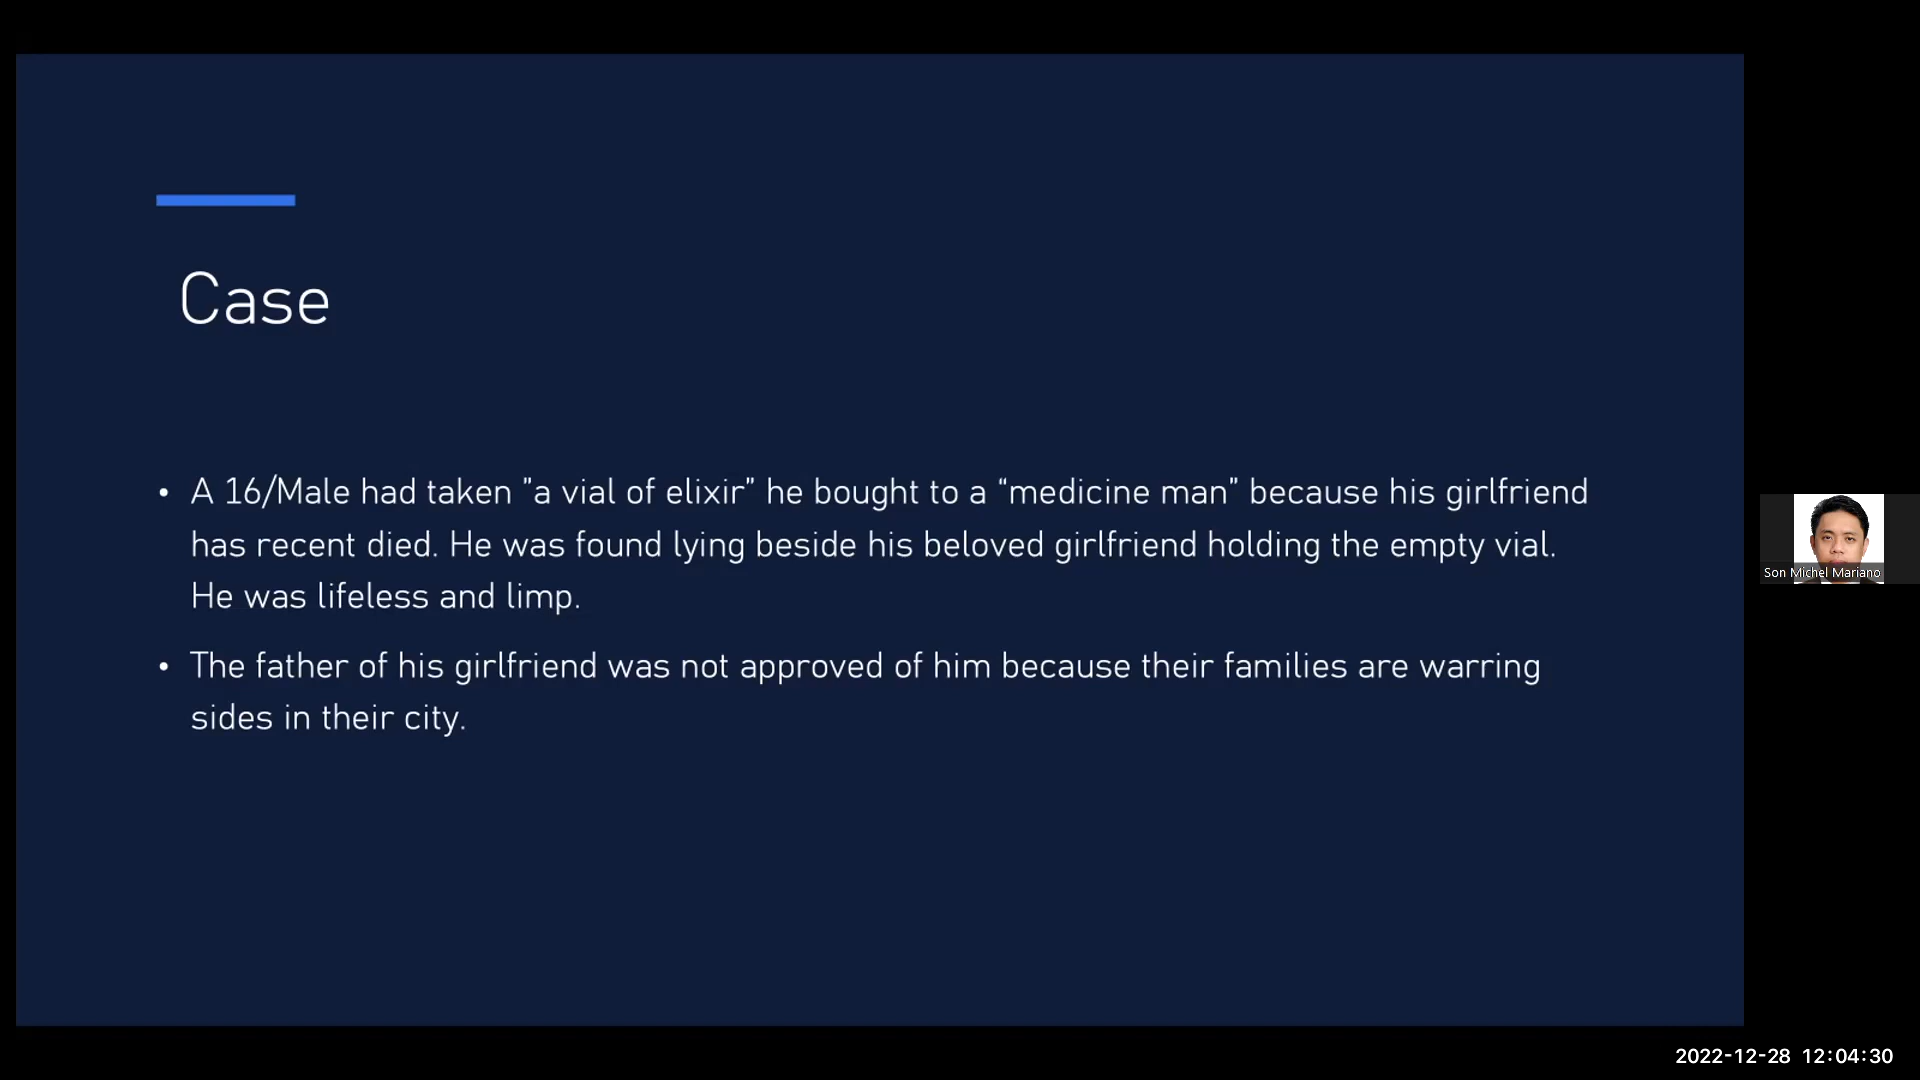 Case
• A 16/Male had taken "a vial of elixir" he bought to a “medicine man” because his girlfriend
has recent died. He was found lying beside his beloved girlfriend holding the empty vial.
He was lifeless and limp.
• The father of his girlfriend was not approved of him because their families are warring
sides in their city.
Son Michel Mariano
2022-12-28 12:04:30